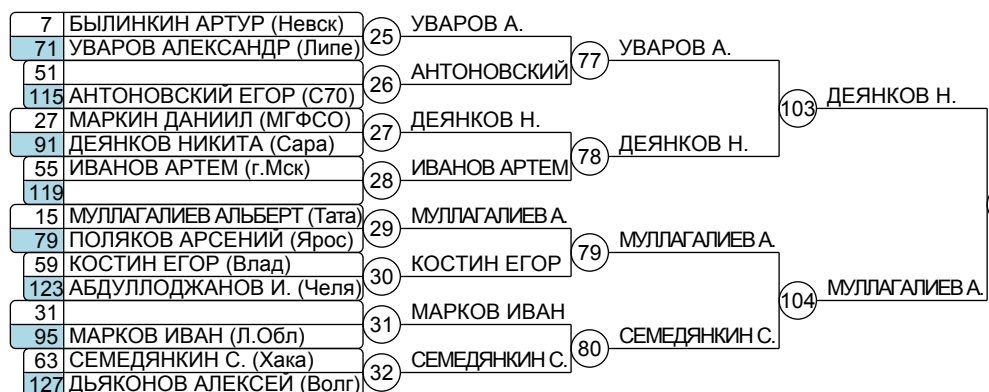 7 БЫЛИНКИН АРТУР (Невск)
71 УВАРОВ АЛЕКСАНДР (Липе)
25
УВАРОВ А.
51
115 АНТОНОВСКИЙ ЕГОР (С70)
26
АНТОНОВСКИЙ
77
УВАРОВ А.
27 МАРКИН ДАНИИЛ (МГФСО)
91 ДЕЯНКОВ НИКИТА (Сара)
27
ДЕЯНКОВ Н.
55 ИВАНОВ АРТЕМ (г.Мск)
119
28
ИВАНОВ АРТЕМ
78
ДЕЯНКОВ Н.
103
ДЕЯНКОВ Н.
15 МУЛЛАГАЛИЕВ АЛЬБЕРТ (Тата)
79 ПОЛЯКОВ АРСЕНИЙ (Ярос)
29
МУЛЛАГАЛИЕВ А.
59 КОСТИН ЕГОР (Влад)
123 АБДУЛЛОДЖАНОВ И. (Челя)
30
КОСТИН ЕГОР
79
МУЛЛАГАЛИЕВ А.
31
95 МАРКОВ ИВАН (Л.Обл)
31
МАРКОВ ИВАН
63 СЕМЕДЯНКИН С. (Хака)
127 ДЬЯКОНОВ АЛЕКСЕЙ (Волг)
32
СЕМЕДЯНКИН С.
80
СЕМЕДЯНКИН С.
104
МУЛЛАГАЛИЕВ А.